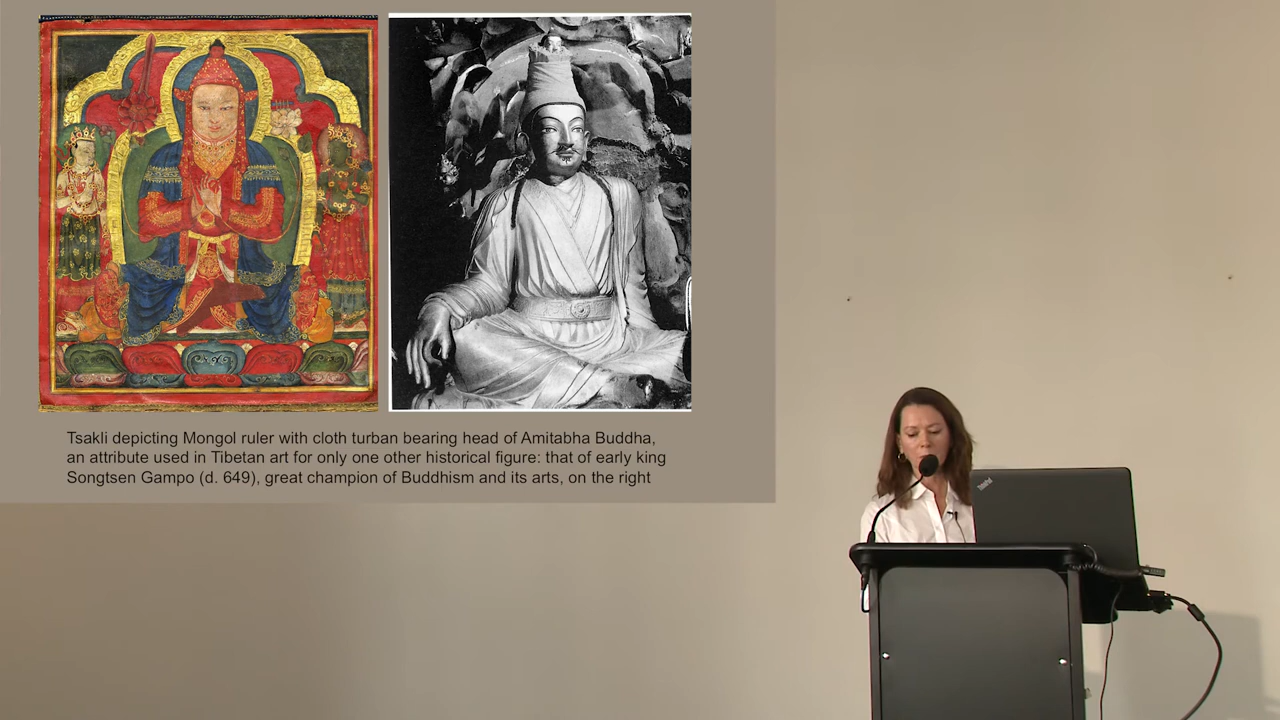 Tsakli depicting Mongol ruler with cloth turban bearing head of Amitabha Buddha,
an attribute used in Tibetan art for only one other historical figure: that of early king
Songtsen Gampo (d. 649), great champion of Buddhism and its arts, on the right
ThinkPad